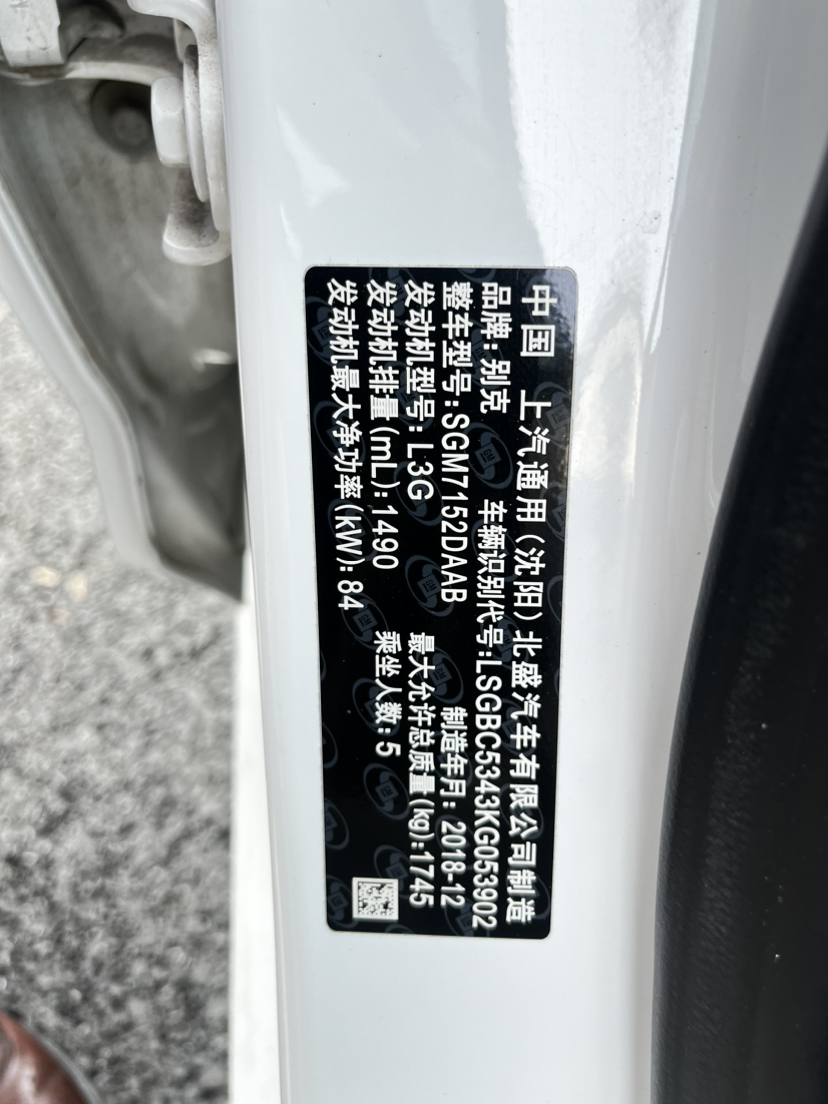 中国 上汽通用(沈阳)北盛汽车有限公司制造
品牌:别克 车辆识别代号:LSGBC5343KG053902
整车型号:SGM7152DAAB 制造年月:2018-12
发动机型号:L3G 最大允许总质量(kg):1745
发动机排量(mL):1490 乘坐人数:5
发动机最大净功率(kW):84